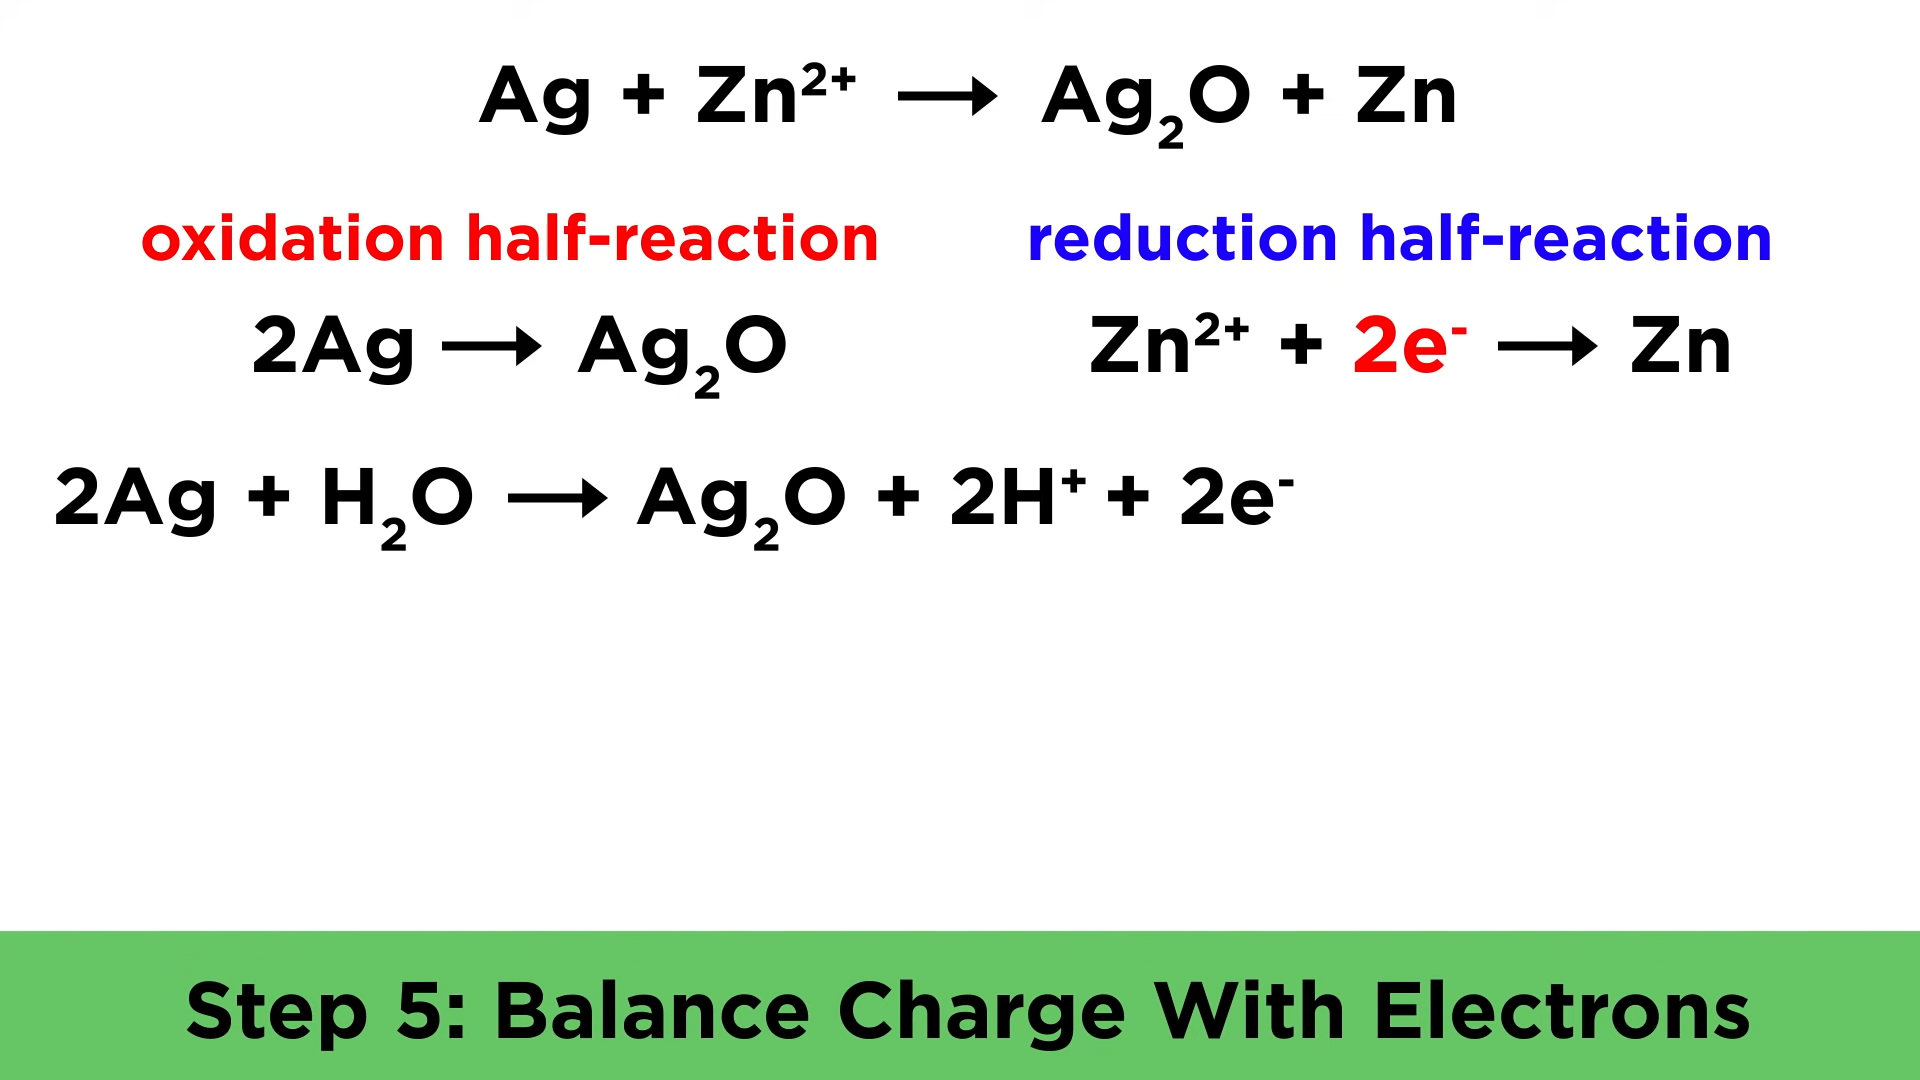 Ag + Zn²⁺ → Ag₂O + Zn
oxidation half-reaction reduction half-reaction
2Ag → Ag₂O Zn²⁺ + 2e⁻ → Zn
2Ag + H₂O → Ag₂O + 2H⁺ + 2e⁻
Step 5: Balance Charge With Electrons